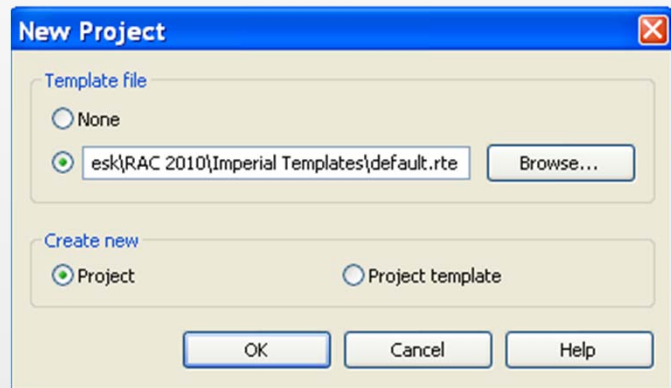 New Project
Template file
None
esk\RAC 2010\Imperial Templates\default.rte Browse...
Create new
Project Project template
OK Cancel Help